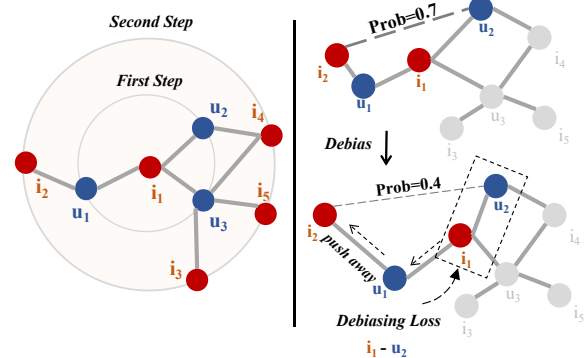 Second Step
First Step
u2
i4
i1
i2
u1
i5
u3
i3
Prob=0.7
u2
i2
i1
i4
u1
u3
i5
i3
Debias
Prob=0.4
u2
i4
i2
push away
i1
u3
u1
i5
i3
Debiasing Loss
i1 - u2